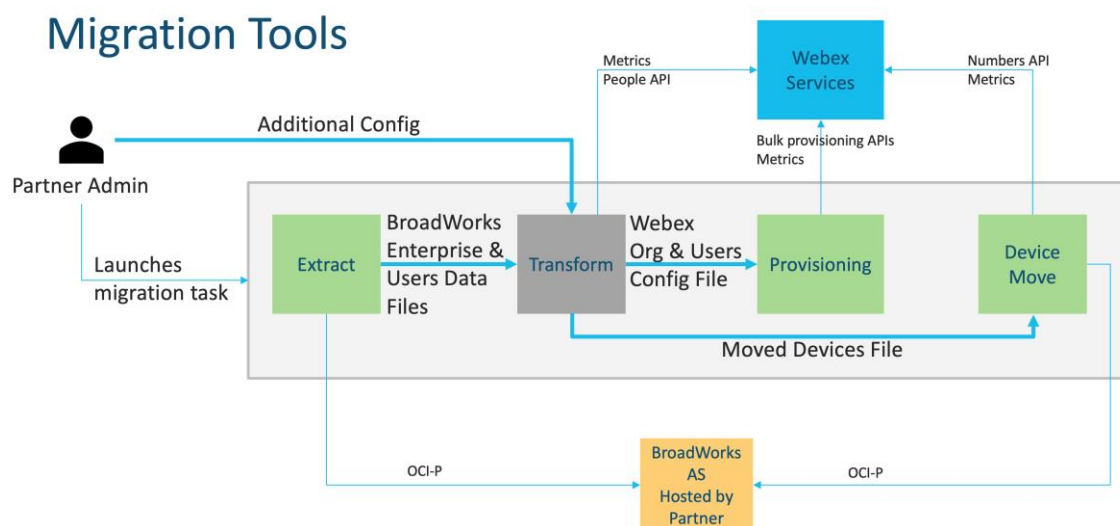 Migration Tools
Metrics
People API
Webex
Services
Numbers API
Metrics
Additional Config
Bulk provisioning APIs
Metrics
Partner Admin
Launches
migration task
Extract
BroadWorks
Enterprise &
Users Data
Files
Transform
Webex
Org & Users
Config File
Provisioning
Device
Move
Moved Devices File
OCI-P
BroadWorks
AS
Hosted by
Partner
OCI-P